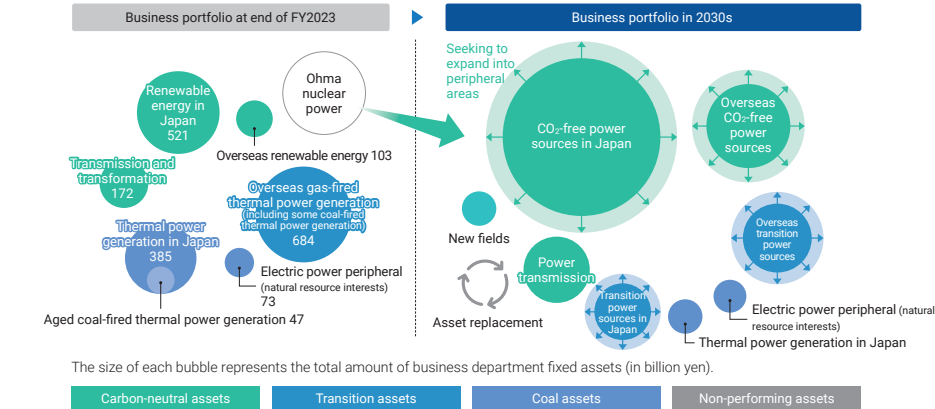 Business portfolio at end of FY2023
Business portfolio in 2030s
Renewable
energy in
Japan
521
Ohma
nuclear
power
Overseas renewable energy 103
Transmission and
transformation
172
Overseas gas-fired
thermal power generation
(including some coal-fired
thermal power generation)
684
Thermal power
generation in Japan
385
Electric power peripheral
(natural resource interests)
73
Aged coal-fired thermal power generation 47
Seeking to
expand into
peripheral
areas
CO₂-free power
sources in Japan
Overseas
CO₂-free
power
sources
New fields
Overseas
transition
power
sources
Power
transmission
Asset replacement
Transition
power
sources in
Japan
Electric power peripheral (natural
resource interests)
Thermal power generation in Japan
The size of each bubble represents the total amount of business department fixed assets (in billion yen).
Carbon-neutral assets
Transition assets
Coal assets
Non-performing assets